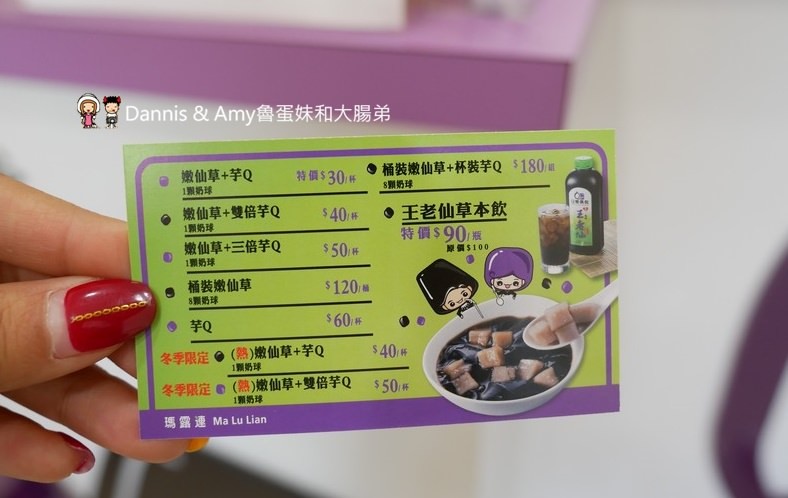 Dannis & Amy魯蛋妹和大腸弟
嫩仙草+芋Q 特價$30/杯
1顆奶球
嫩仙草+雙倍芋Q $40/杯
1顆奶球
嫩仙草+三倍芋Q $50/杯
1顆奶球
桶裝嫩仙草 $120/桶
8顆奶球
芋Q $60/杯
冬季限定 (熱)嫩仙草+芋Q $40/杯
1顆奶球
冬季限定 (熱)嫩仙草+雙倍芋Q $50/杯
1顆奶球
桶裝嫩仙草+杯裝芋Q $180/組
8顆奶球
王老仙草本飲
特價$90/瓶
原價$100
王老仙
瑪露連 Ma Lu Lian